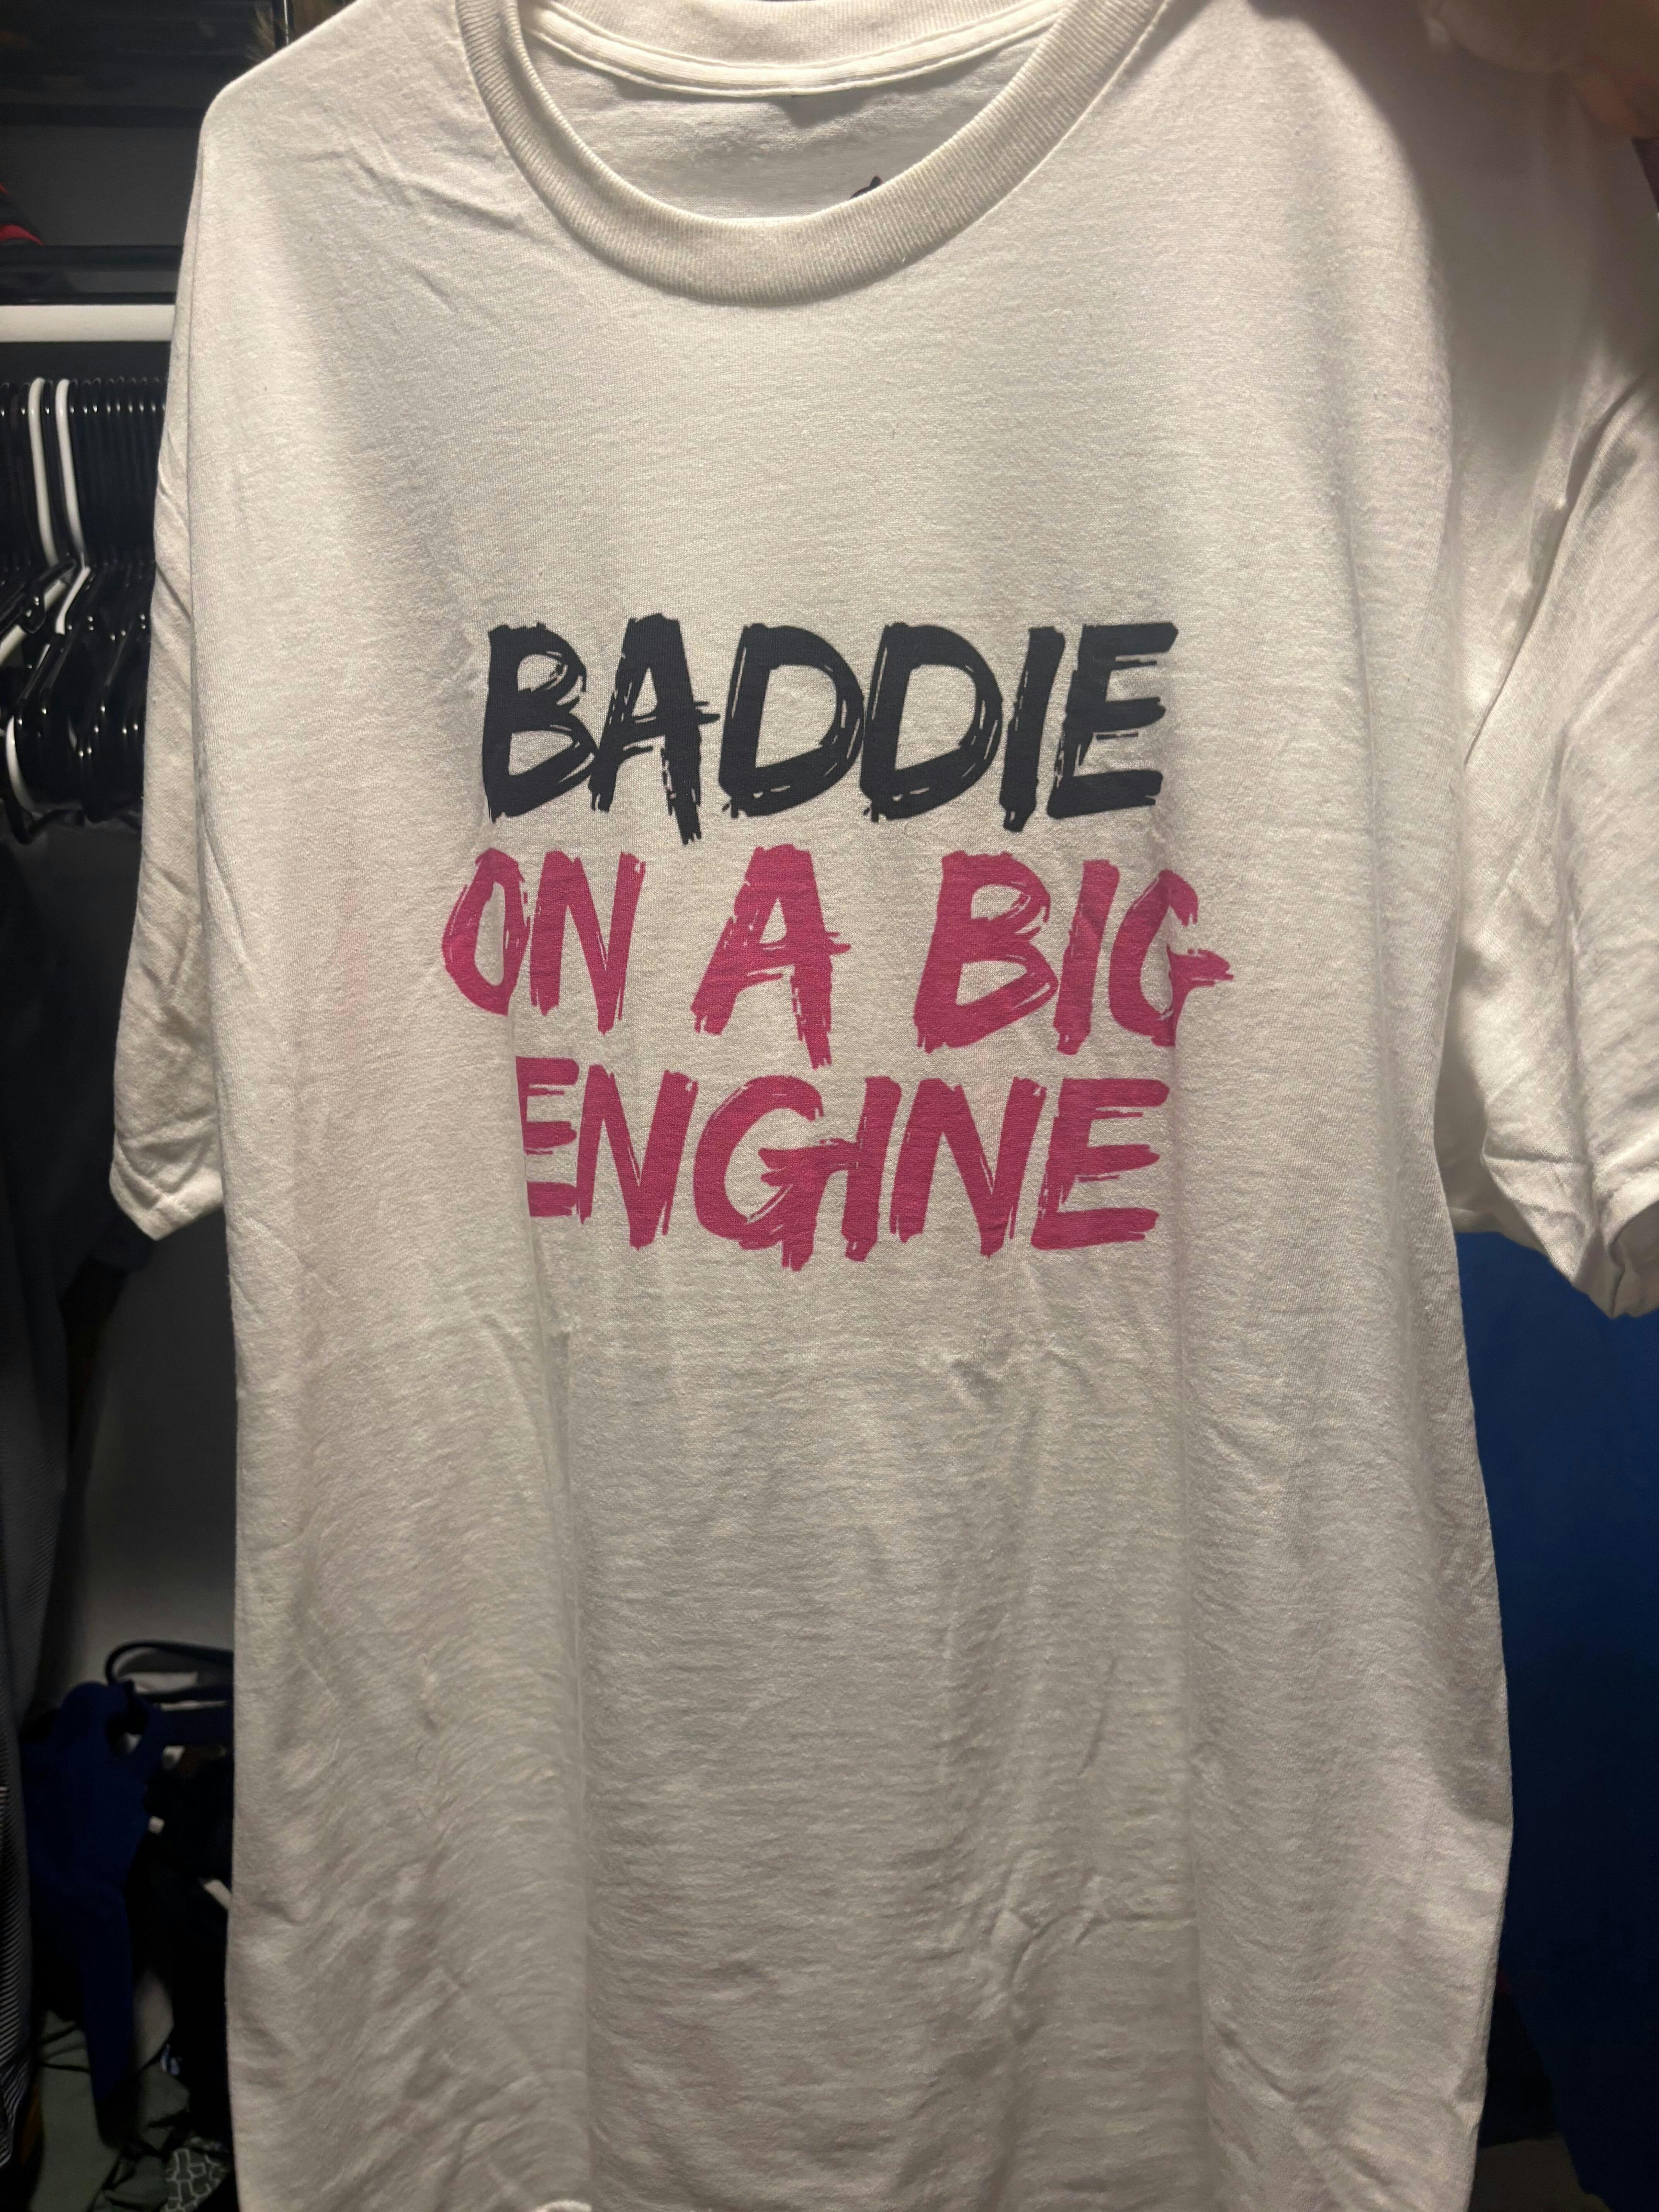 BADDIE
ON A BIG
ENGINE